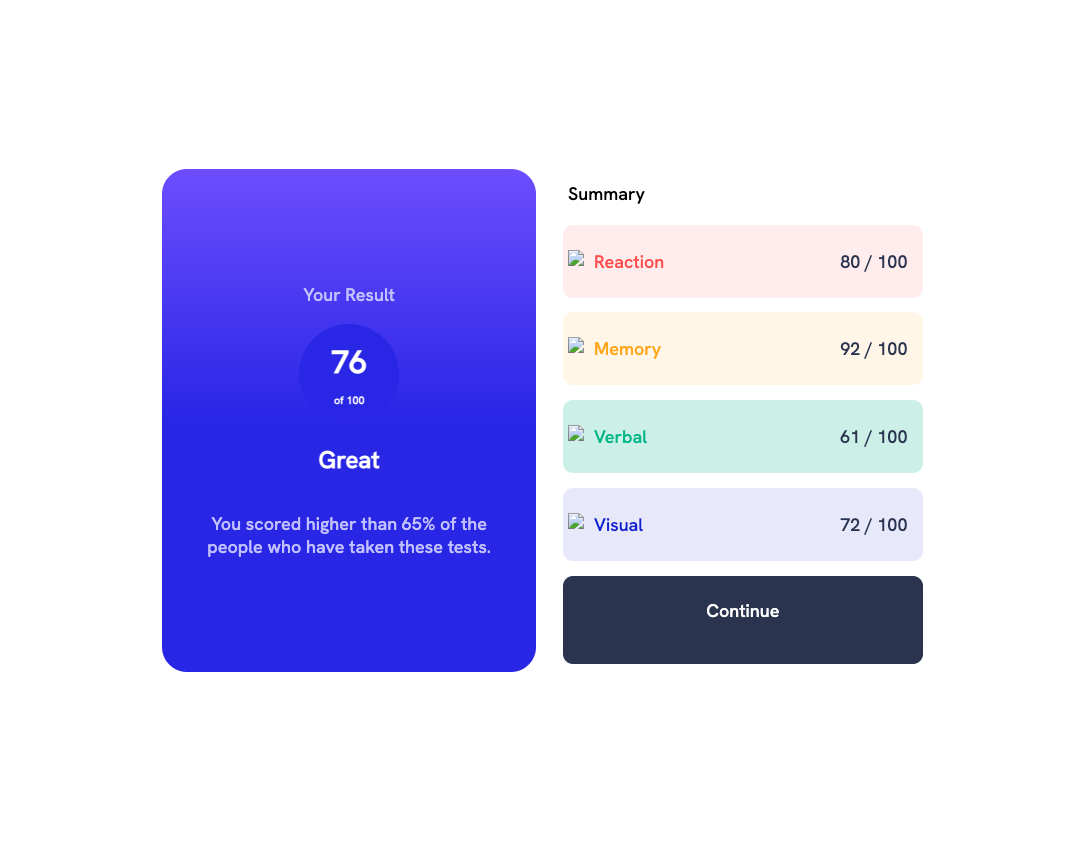 Your Result
76
of 100
Great
You scored higher than 65% of the
people who have taken these tests.
Summary
Reaction 80 / 100
Memory 92 / 100
Verbal 61 / 100
Visual 72 / 100
Continue